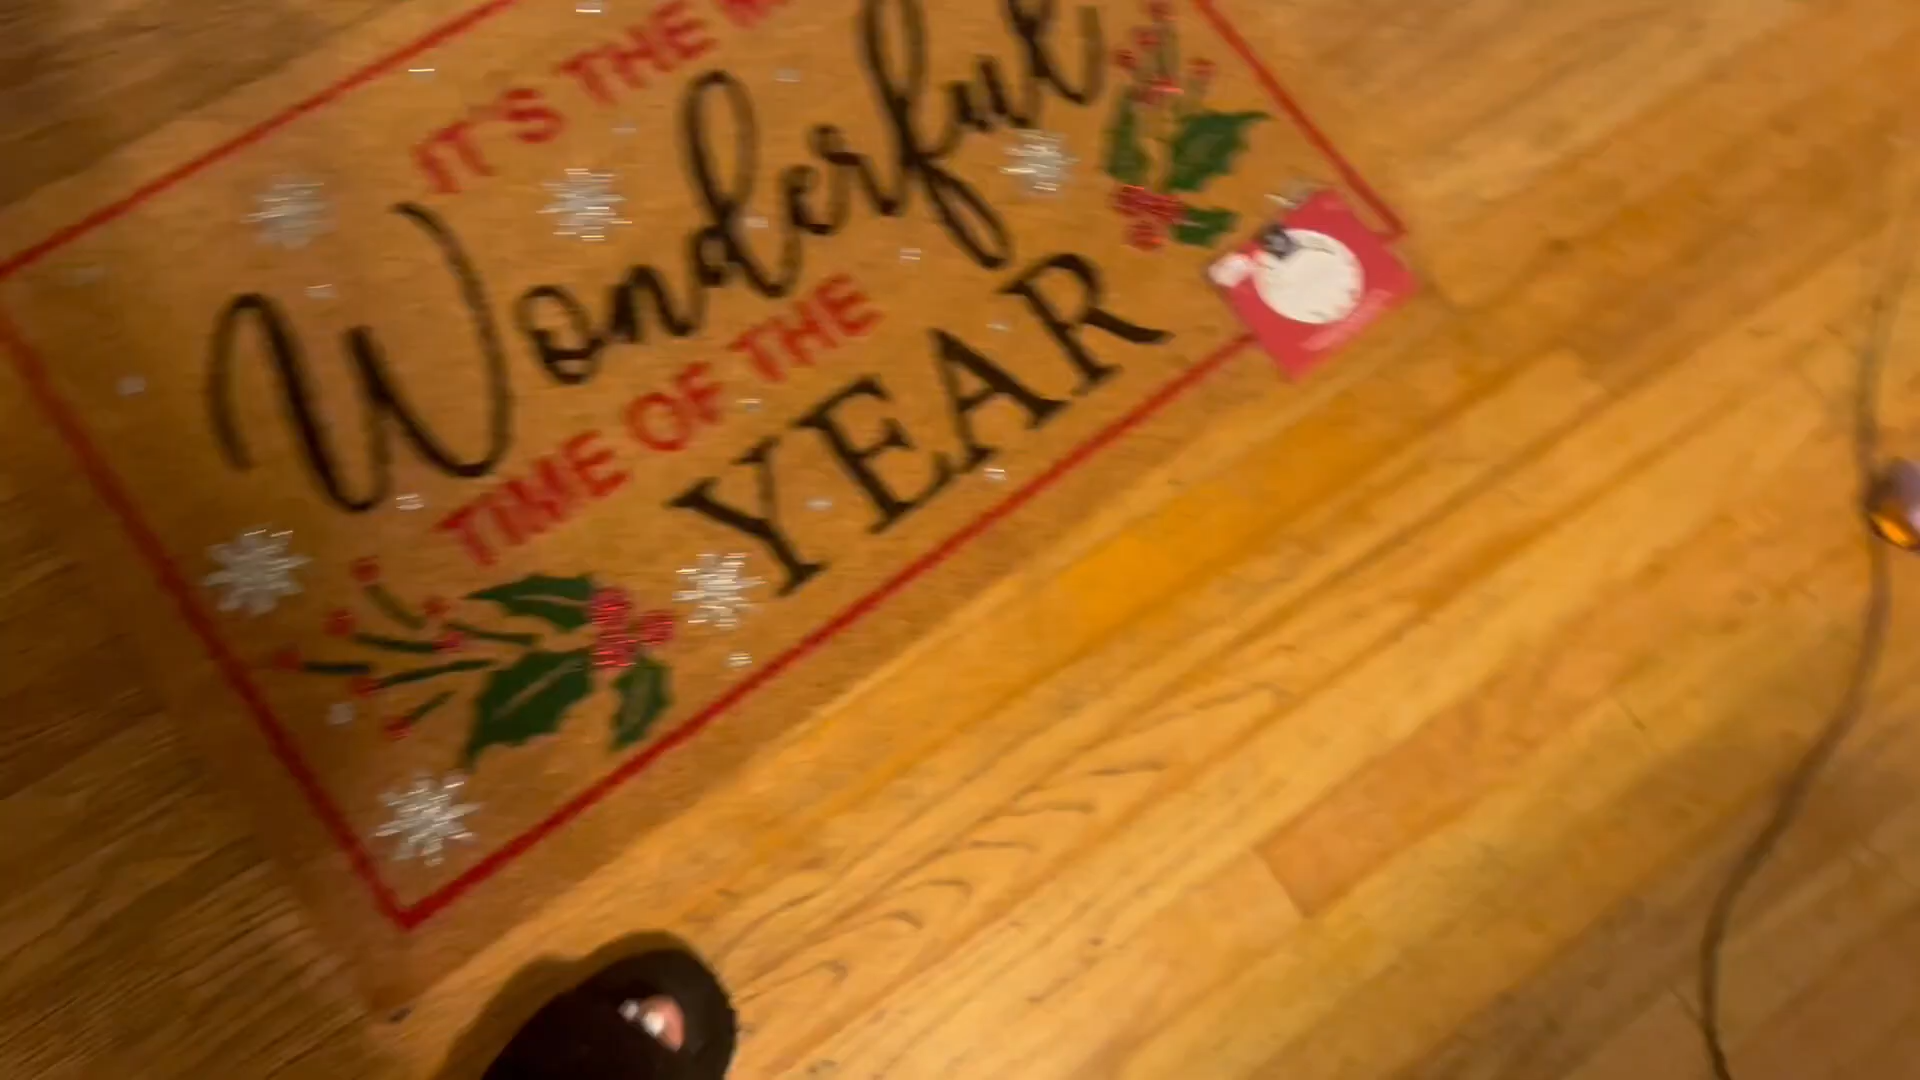 IT'S THE M
Wonderful
TIME OF THE
YEAR